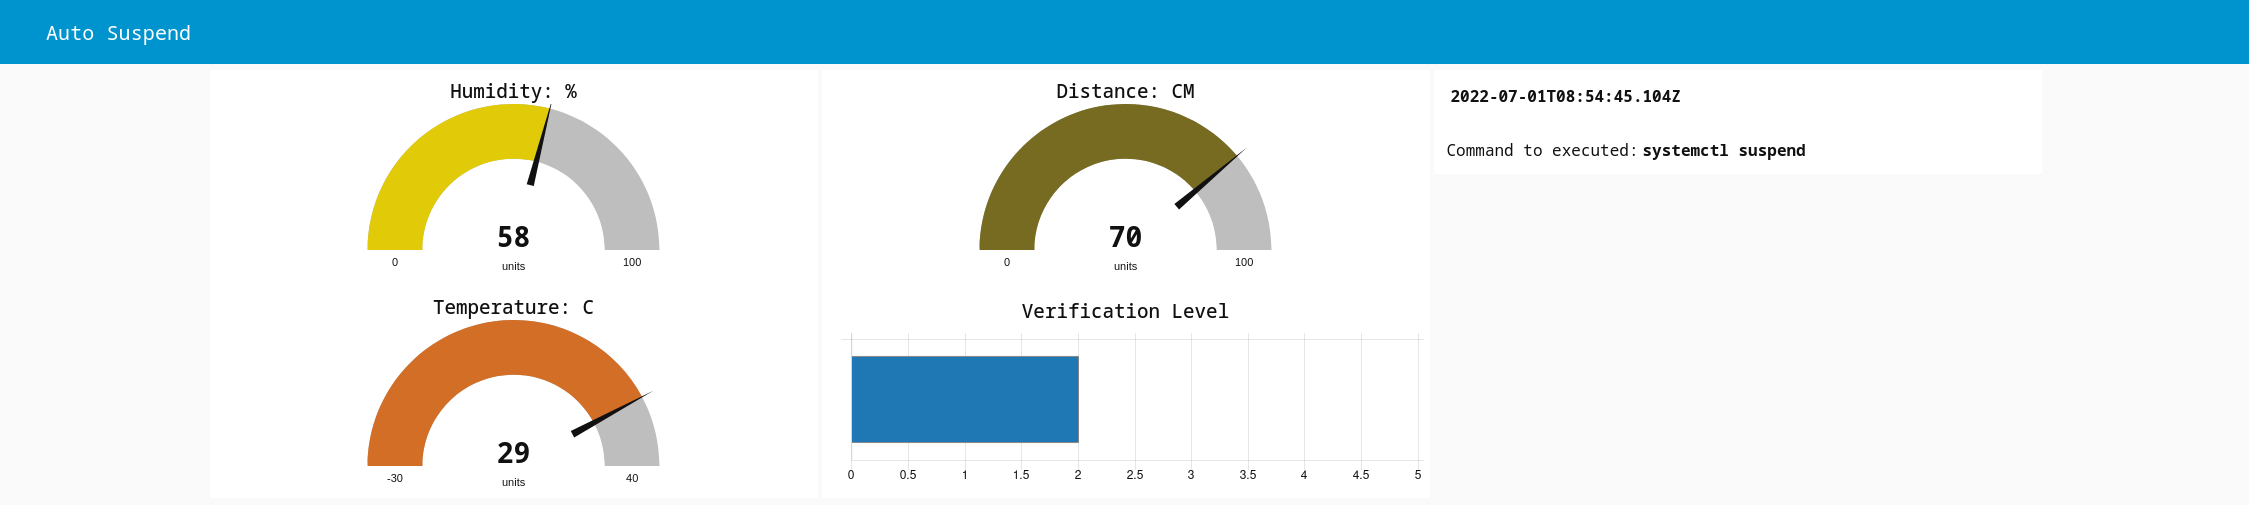 Auto Suspend
Humidity: %
58
units
0
100
Temperature: C
29
units
-30
40
Distance: CM
70
units
0
100
Verification Level
0 0.5 1 1.5 2 2.5 3 3.5 4 4.5 5
2022-07-01T08:54:45.104Z
Command to executed: systemctl suspend